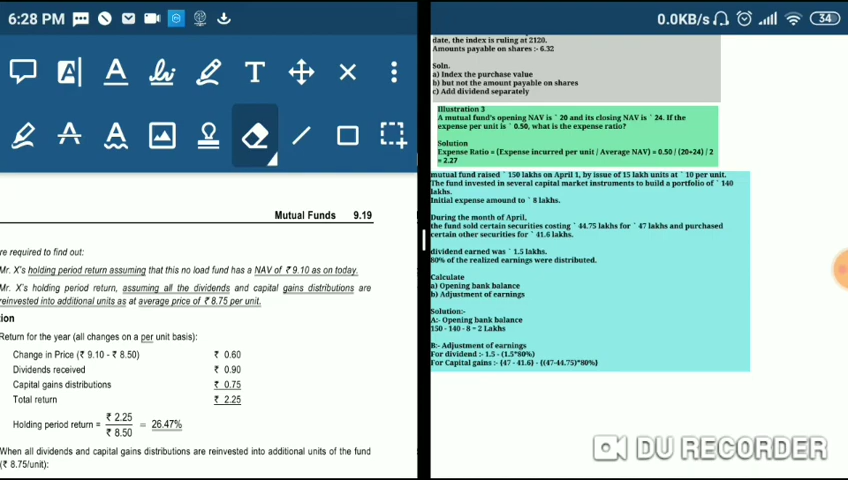 6:28 PM
0.0KB/s
34
A
A
T
A
A
Mutual Funds 9.19
re required to find out:
Mr. X's holding period return assuming that this no load fund has a NAV of ₹ 9.10 as on today.
Mr. X's holding period return, assuming all the dividends and capital gains distributions are
reinvested into additional units as at average price of ₹ 8.75 per unit.
tion
Return for the year (all changes on a per unit basis):
Change in Price (₹ 9.10 - ₹ 8.50) ₹ 0.60
Dividends received ₹ 0.90
Capital gains distributions ₹ 0.75
Total return ₹ 2.25
Holding period return = ₹ 2.25 / ₹ 8.50 = 26.47%
When all dividends and capital gains distributions are reinvested into additional units of the fund
(₹ 8.75/unit):
date, the index is ruling at 2120.
Amounts payable on shares :- 6.32
Soln.
a) Index the purchase value
b) but not the amount payable on shares
c) Add dividend separately
Illustration 3
A mutual fund's opening NAV is ` 20 and its closing NAV is ` 24. If the
expense per unit is ` 0.50, what is the expense ratio?
Solution
Expense Ratio = (Expense incurred per unit / Average NAV) = 0.50 / (20+24) / 2
= 2.27
mutual fund raised ` 150 lakhs on April 1, by issue of 15 lakh units at ` 10 per unit.
The fund invested in several capital market instruments to build a portfolio of ` 140
lakhs.
Initial expense amount to ` 8 lakhs.
During the month of April,
the fund sold certain securities costing ` 44.75 lakhs for ` 47 lakhs and purchased
certain other securities for ` 41.6 lakhs.
dividend earned was ` 1.5 lakhs.
80% of the realized earnings were distributed.
Calculate
a) Opening bank balance
b) Adjustment of earnings
Solution:-
A:- Opening bank balance
150 - 140 - 8 = 2 Lakhs
B:- Adjustment of earnings
For dividend :- 1.5 - (1.5*80%)
For Capital gains :- (47 - 41.6) - ((47-44.75)*80%)
DU RECORDER